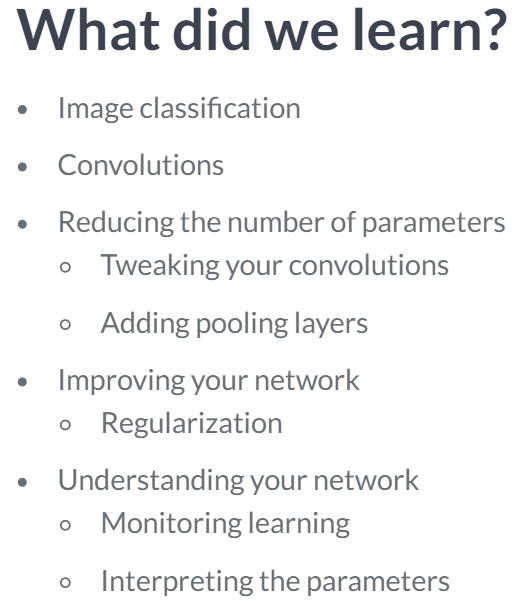 What did we learn?
• Image classification
• Convolutions
• Reducing the number of parameters
○ Tweaking your convolutions
○ Adding pooling layers
• Improving your network
○ Regularization
• Understanding your network
○ Monitoring learning
○ Interpreting the parameters